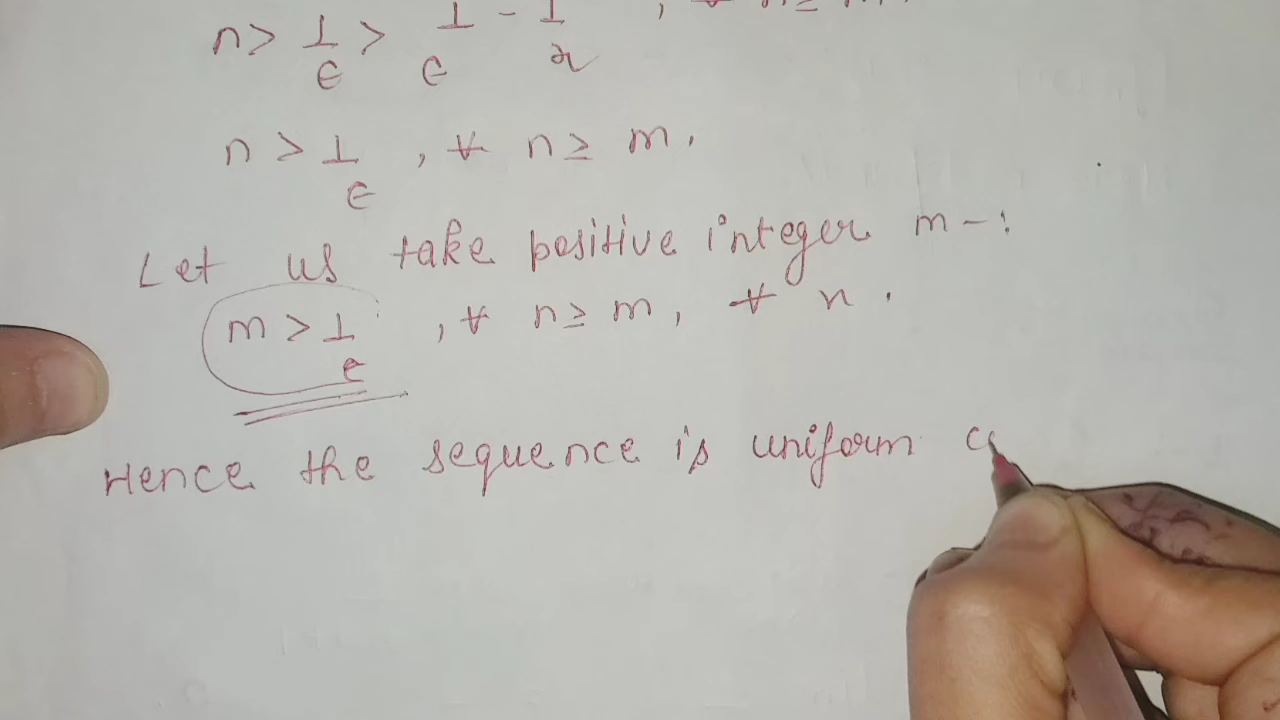 n > 1/ϵ > 1/ϵ - 1/x , ∀ n ≥ m.
n > 1/ϵ , ∀ n ≥ m.
Let us take positive integer m -:
m > 1/ϵ , ∀ n ≥ m, ∀ x.
Hence the sequence is uniform